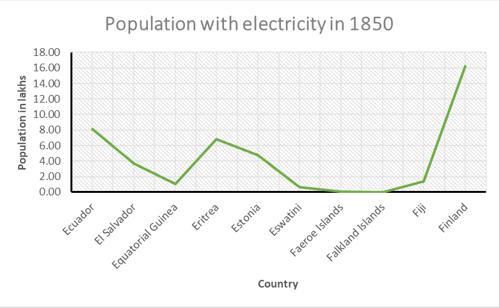 Population with electricity in 1850
Population in lakhs
18.00
16.00
14.00
12.00
10.00
8.00
6.00
4.00
2.00
0.00
Ecuador
El Salvador
Equatorial Guinea
Eritrea
Estonia
Eswatini
Faeroe Islands
Falkland Islands
Fiji
Finland
Country